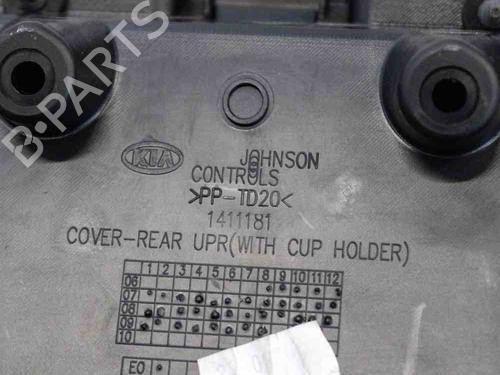 B-PARTS
KIA
JOHNSON
CONTROLS
>PP-TD20<
1411181
COVER-REAR UPR(WITH CUP HOLDER)
1 2 3 4 5 6 7 8 9 10 11 12
06
07
08
09
10
EO